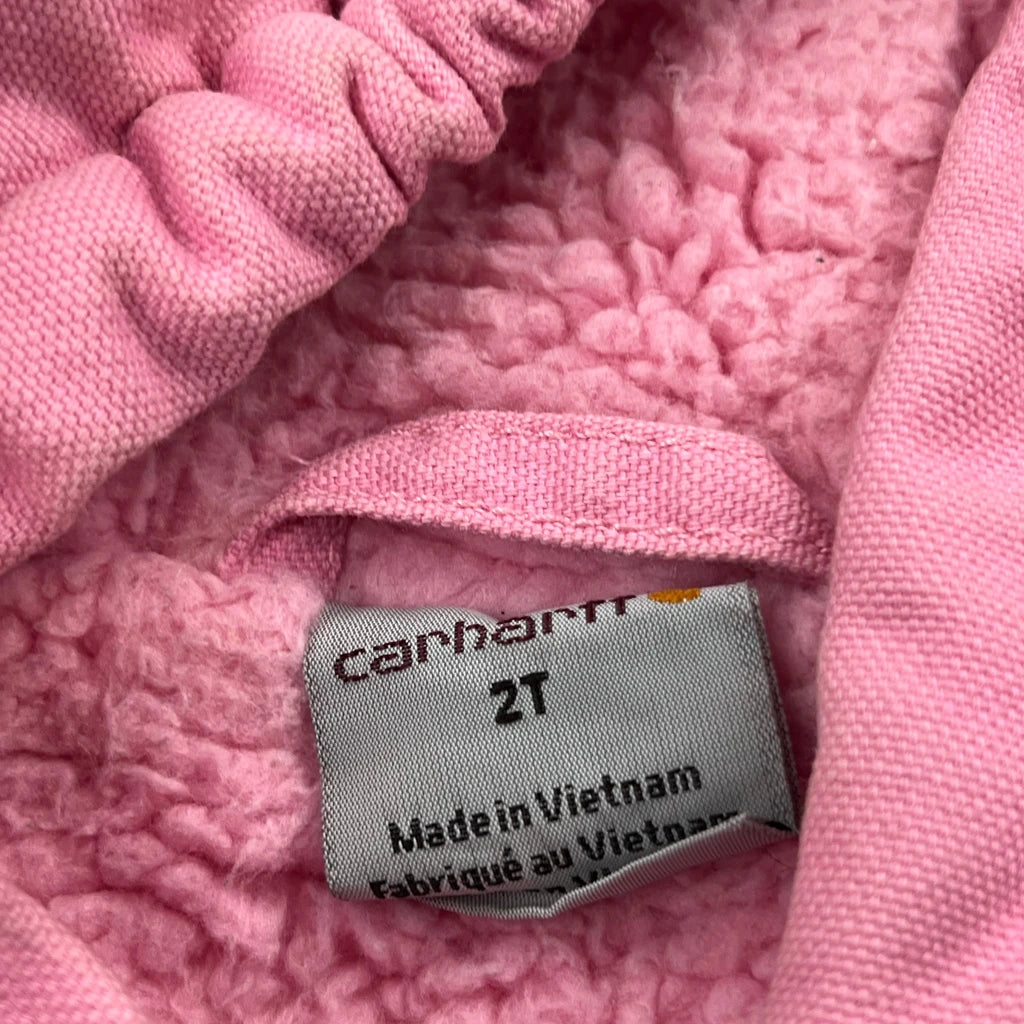 carhartt
2T
Made in Vietnam
Fabriqué au Vietnam